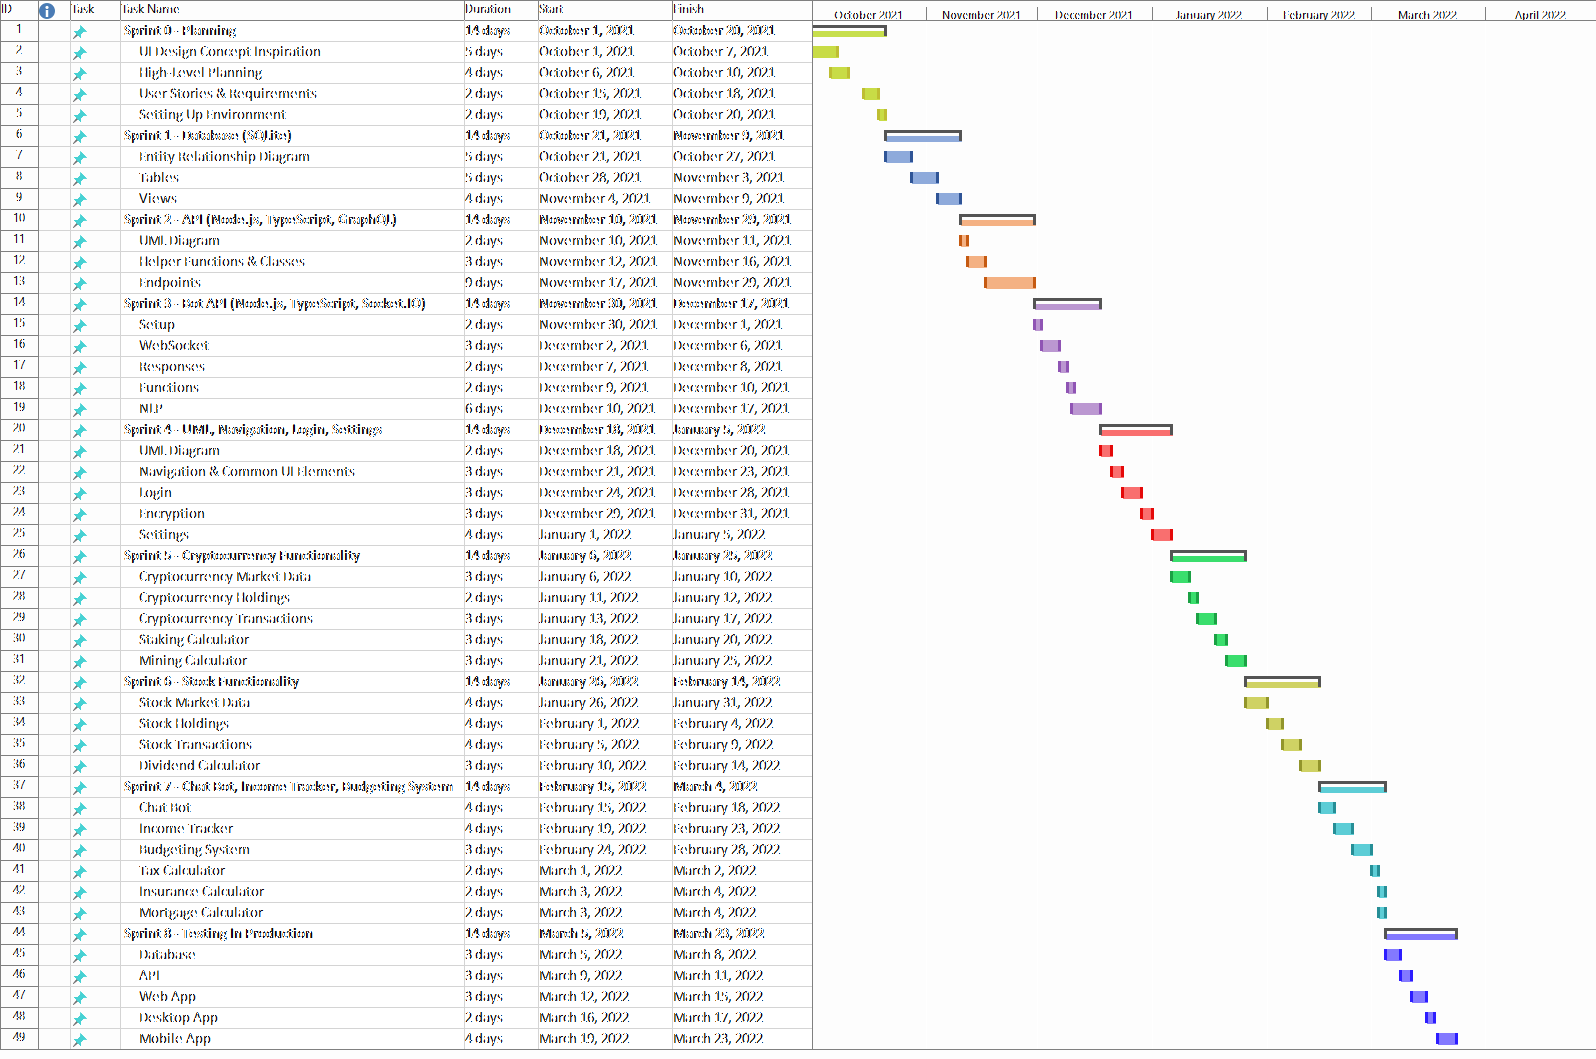 ID Task Task Name Duration Start Finish October 2021 November 2021 December 2021 January 2022 February 2022 March 2022 April 2022
1 Sprint 0 - Planning 14 days October 1, 2021 October 20, 2021
2 UI Design Concept Inspiration 5 days October 1, 2021 October 7, 2021
3 High-Level Planning 4 days October 6, 2021 October 10, 2021
4 User Stories & Requirements 2 days October 15, 2021 October 18, 2021
5 Setting Up Environment 2 days October 19, 2021 October 20, 2021
6 Sprint 1 - Database (SQLite) 14 days October 21, 2021 November 9, 2021
7 Entity Relationship Diagram 5 days October 21, 2021 October 27, 2021
8 Tables 5 days October 28, 2021 November 3, 2021
9 Views 4 days November 4, 2021 November 9, 2021
10 Sprint 2 - API (Node.js, TypeScript, GraphQL) 14 days November 10, 2021 November 29, 2021
11 UML Diagram 2 days November 10, 2021 November 11, 2021
12 Helper Functions & Classes 3 days November 12, 2021 November 16, 2021
13 Endpoints 9 days November 17, 2021 November 29, 2021
14 Sprint 3 - Bot API (Node.js, TypeScript, Socket.IO) 14 days November 30, 2021 December 17, 2021
15 Setup 2 days November 30, 2021 December 1, 2021
16 WebSocket 3 days December 2, 2021 December 6, 2021
17 Responses 2 days December 7, 2021 December 8, 2021
18 Functions 2 days December 9, 2021 December 10, 2021
19 NLP 6 days December 10, 2021 December 17, 2021
20 Sprint 4 - UML, Navigation, Login, Settings 14 days December 18, 2021 January 5, 2022
21 UML Diagram 2 days December 18, 2021 December 20, 2021
22 Navigation & Common UI Elements 3 days December 21, 2021 December 23, 2021
23 Login 3 days December 24, 2021 December 28, 2021
24 Encryption 3 days December 29, 2021 December 31, 2021
25 Settings 4 days January 1, 2022 January 5, 2022
26 Sprint 5 - Cryptocurrency Functionality 14 days January 6, 2022 January 25, 2022
27 Cryptocurrency Market Data 3 days January 6, 2022 January 10, 2022
28 Cryptocurrency Holdings 2 days January 11, 2022 January 12, 2022
29 Cryptocurrency Transactions 3 days January 13, 2022 January 17, 2022
30 Staking Calculator 3 days January 18, 2022 January 20, 2022
31 Mining Calculator 3 days January 21, 2022 January 25, 2022
32 Sprint 6 - Stock Functionality 14 days January 26, 2022 February 14, 2022
33 Stock Market Data 4 days January 26, 2022 January 31, 2022
34 Stock Holdings 4 days February 1, 2022 February 4, 2022
35 Stock Transactions 4 days February 5, 2022 February 9, 2022
36 Dividend Calculator 3 days February 10, 2022 February 14, 2022
37 Sprint 7 - Chat Bot, Income Tracker, Budgeting System 14 days February 15, 2022 March 4, 2022
38 Chat Bot 4 days February 15, 2022 February 18, 2022
39 Income Tracker 4 days February 19, 2022 February 23, 2022
40 Budgeting System 3 days February 24, 2022 February 28, 2022
41 Tax Calculator 2 days March 1, 2022 March 2, 2022
42 Insurance Calculator 2 days March 3, 2022 March 4, 2022
43 Mortgage Calculator 2 days March 3, 2022 March 4, 2022
44 Sprint 8 - Testing In Production 14 days March 5, 2022 March 23, 2022
45 Database 3 days March 5, 2022 March 8, 2022
46 API 3 days March 9, 2022 March 11, 2022
47 Web App 3 days March 12, 2022 March 15, 2022
48 Desktop App 2 days March 16, 2022 March 17, 2022
49 Mobile App 4 days March 19, 2022 March 23, 2022